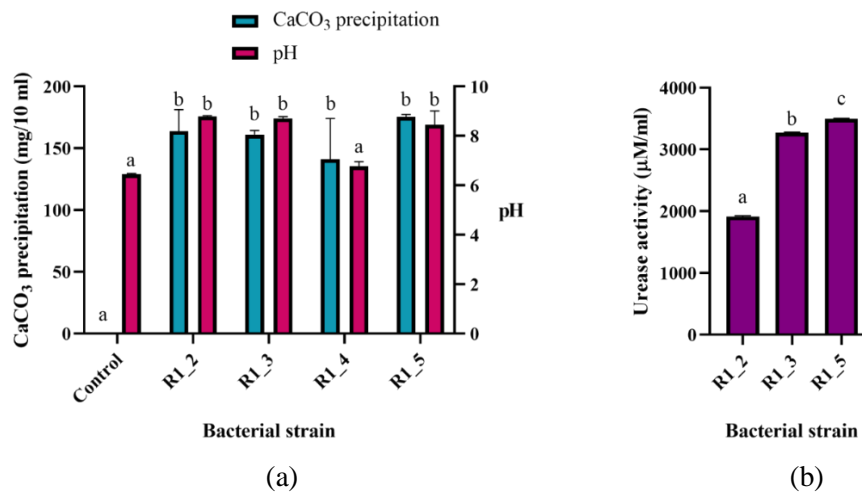 CaCO₃ precipitation
pH
CaCO₃ precipitation (mg/10 ml)
200
150
100
50
0
a
a
b
b
b
b
b
a
b
b
10
8
6
4
2
0
pH
Control
R1_2
R1_3
R1_4
R1_5
Bacterial strain
(a)
Urease activity (µM/ml)
4000
3000
2000
1000
0
a
b
c
R1_2
R1_3
R1_5
Bacterial strain
(b)